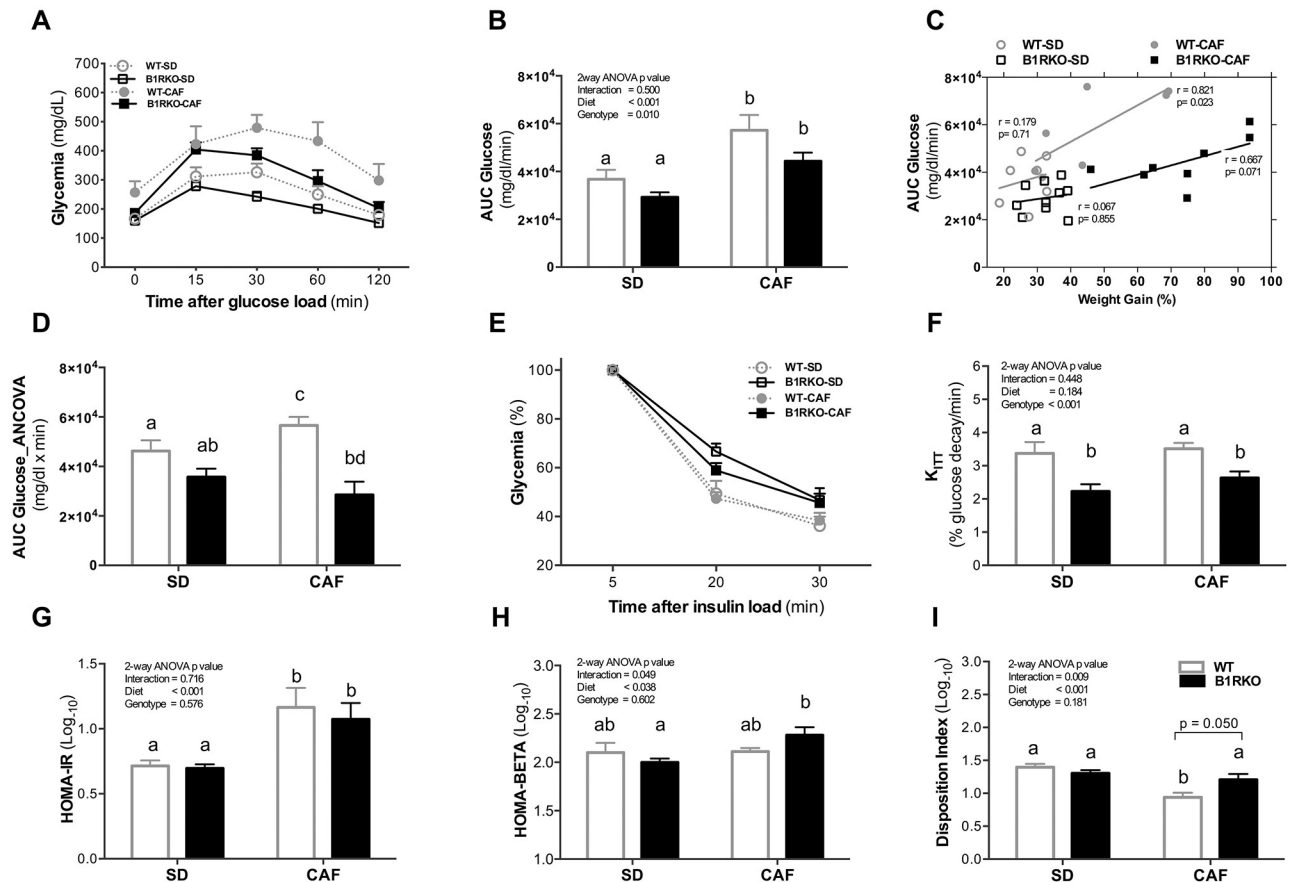 A
WT-SD
B1RKO-SD
WT-CAF
B1RKO-CAF
Glycemia (mg/dL)
700
600
500
400
300
200
100
0
0 15 30 60 120
Time after glucose load (min)
B
2way ANOVA p value
Interaction = 0.500
Diet < 0.001
Genotype = 0.010
AUC Glucose
(mg/dl/min)
8×10⁴
6×10⁴
4×10⁴
2×10⁴
0
a a b b
SD CAF
C
WT-SD WT-CAF
B1RKO-SD B1RKO-CAF
AUC Glucose
(mg/dl/min)
8×10⁴
6×10⁴
4×10⁴
2×10⁴
0
r = 0.821
p= 0.023
r = 0.179
p= 0.71
r = 0.667
p= 0.071
r = 0.067
p= 0.855
20 30 40 50 60 70 80 90 100
Weight Gain (%)
D
AUC Glucose_ANCOVA
(mg/dl x min)
8×10⁴
6×10⁴
4×10⁴
2×10⁴
0
a ab c bd
SD CAF
E
WT-SD
B1RKO-SD
WT-CAF
B1RKO-CAF
Glycemia (%)
100
80
60
40
20
5 20 30
Time after insulin load (min)
F
2-way ANOVA p value
Interaction = 0.448
Diet = 0.184
Genotype < 0.001
K_ITT
(% glucose decay/min)
6
5
4
3
2
1
0
a b a b
SD CAF
G
2-way ANOVA p value
Interaction = 0.716
Diet < 0.001
Genotype = 0.576
HOMA-IR (Log-10)
1.5
1.0
0.5
0.0
a a b b
SD CAF
H
2-way ANOVA p value
Interaction = 0.049
Diet < 0.038
Genotype = 0.602
HOMA-BETA (Log-10)
3.0
2.5
2.0
1.5
1.0
ab a ab b
SD CAF
I
2-way ANOVA p value
Interaction = 0.009
Diet < 0.001
Genotype = 0.181
WT
B1RKO
Disposition Index (Log-10)
3.0
2.5
2.0
1.5
1.0
0.5
0.0
p = 0.050
a a b a
SD CAF